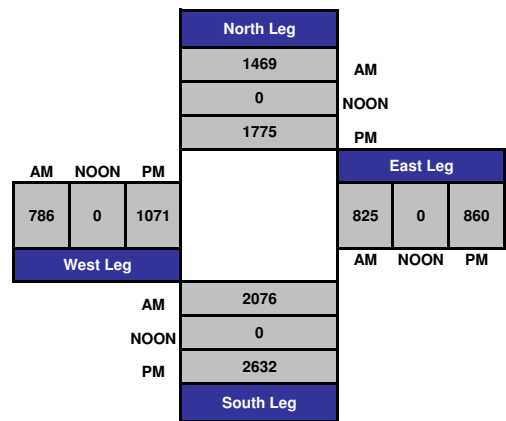 North Leg
1469 AM
0 NOON
1775 PM
AM NOON PM East Leg
786 0 1071 825 0 860
West Leg AM NOON PM
AM 2076
NOON 0
PM 2632
South Leg